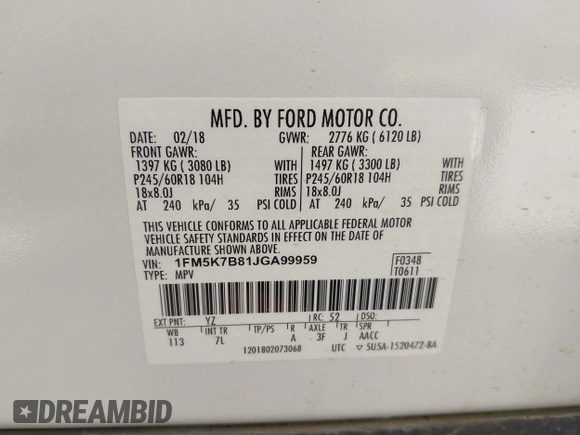 MFD. BY FORD MOTOR CO.
DATE: 02/18 GVWR: 2776 KG ( 6120 LB)
FRONT GAWR: REAR GAWR:
1397 KG ( 3080 LB) WITH 1497 KG ( 3300 LB) WITH
P245/60R18 104H TIRES P245/60R18 104H TIRES
18x8.0J RIMS 18x8.0J RIMS
AT 240 kPa/ 35 PSI COLD AT 240 kPa/ 35 PSI COLD
THIS VEHICLE CONFORMS TO ALL APPLICABLE FEDERAL MOTOR
VEHICLE SAFETY STANDARDS IN EFFECT ON THE DATE OF
MANUFACTURE SHOWN ABOVE.
VIN: 1FM5K7B81JGA99959 F0348
TYPE: MPV T0611
EXT PNT: YZ RC: 52 DSO:
WB INT TR TP/PS R AXLE TR SPR
113 7L A 3F J AACC
1201802073068 UTC SU5A-1520472-BA
DREAMBID